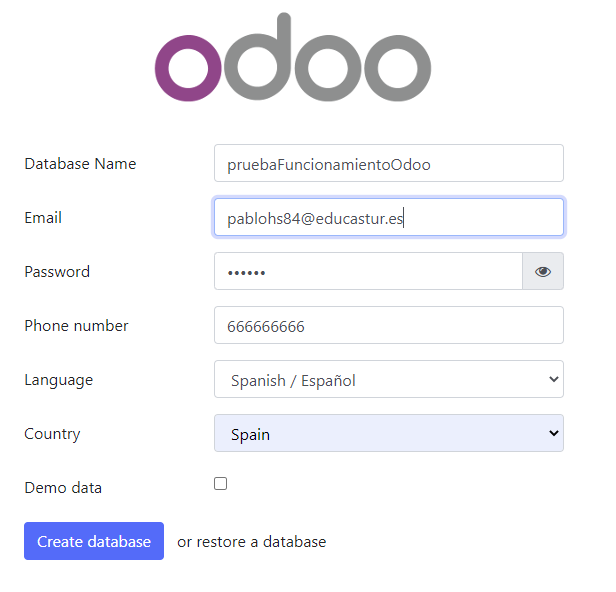 odoo
Database Name pruebaFuncionamientoOdoo
Email pablohs84@educastur.es
Password ••••••
Phone number 666666666
Language Spanish / Español
Country Spain
Demo data
Create database or restore a database